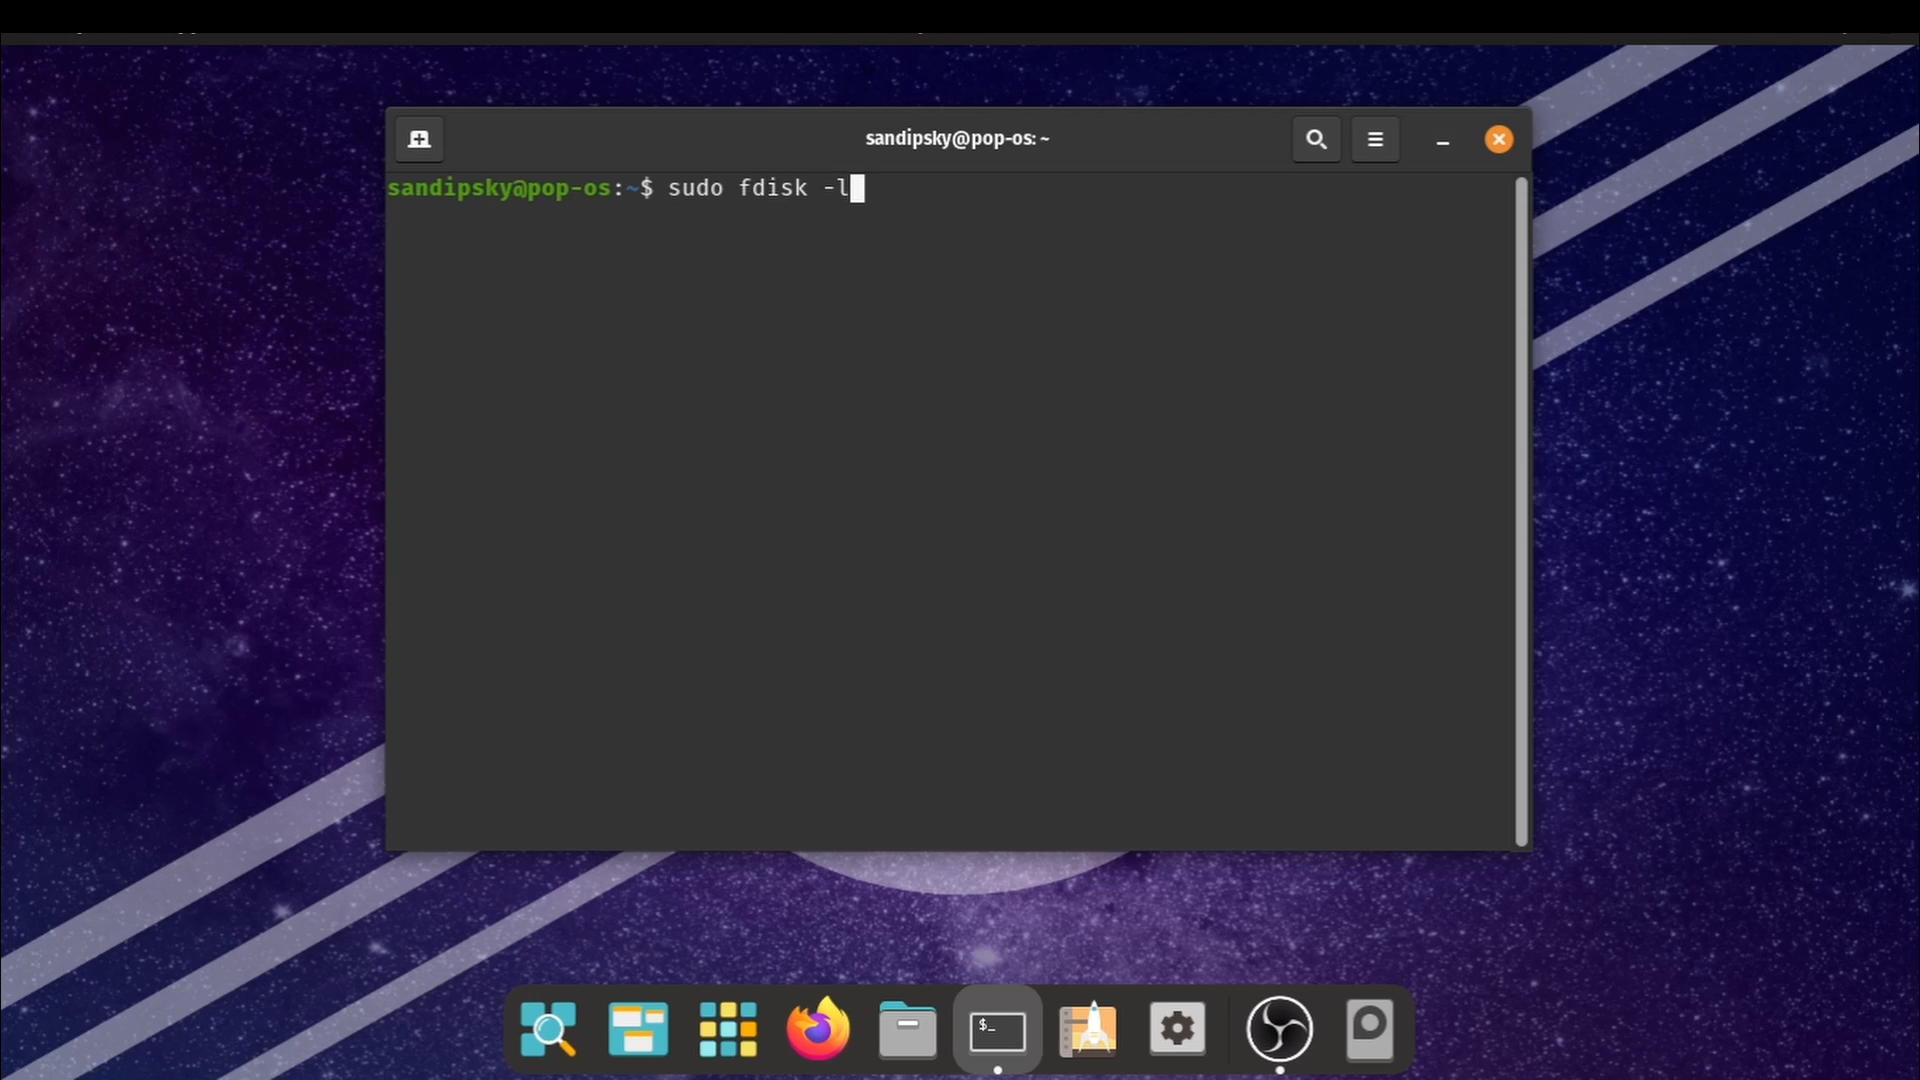 sandipsky@pop-os: ~
sandipsky@pop-os:~$ sudo fdisk -l
$_